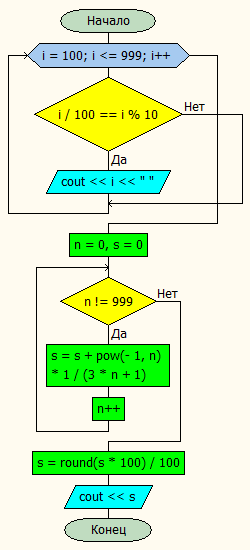 Начало
i = 100; i <= 999; i++
i / 100 == i % 10
Нет
Да
cout << i << " "
n = 0, s = 0
n != 999
Нет
Да
s = s + pow(- 1, n)
* 1 / (3 * n + 1)
n++
s = round(s * 100) / 100
cout << s
Конец